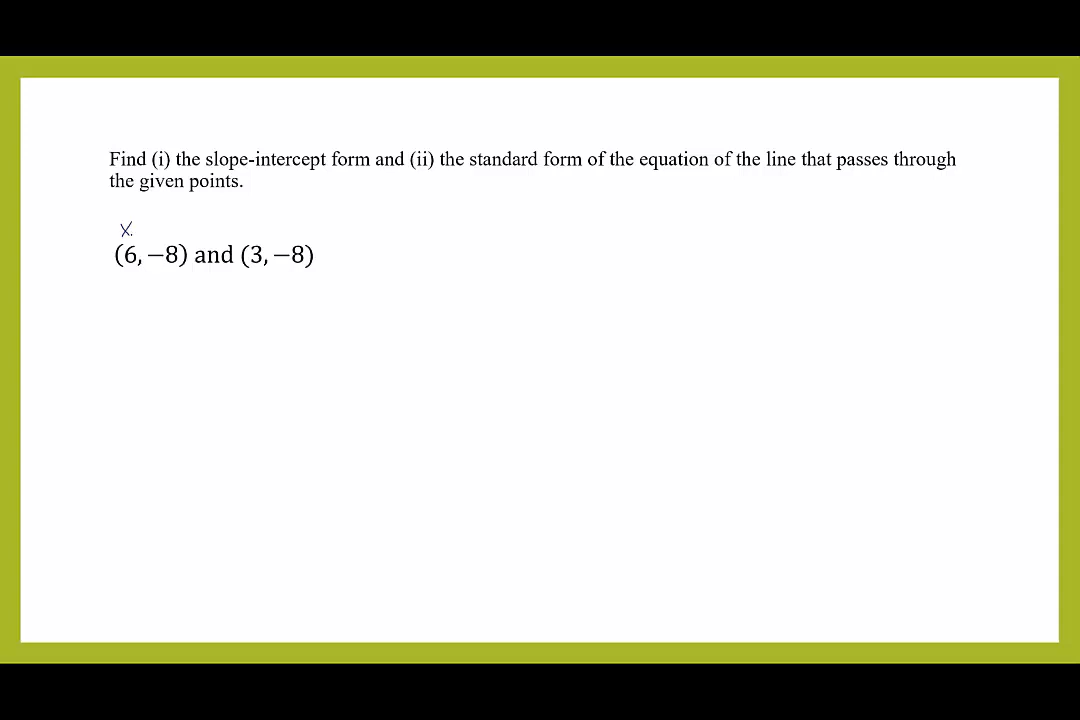 Find (i) the slope-intercept form and (ii) the standard form of the equation of the line that passes through
the given points.
X
(6, −8) and (3, −8)